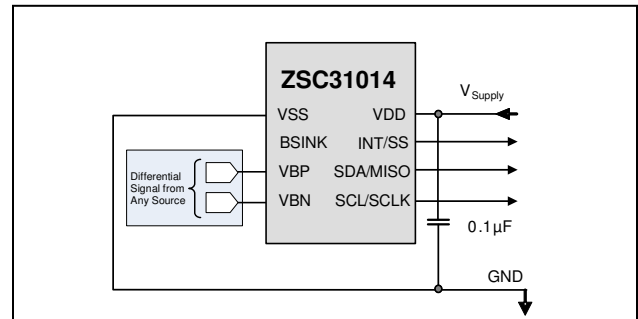 ZSC31014
VSS
VDD
V Supply
BSINK
INT/SS
Differential
Signal from
Any Source
VBP
SDA/MISO
VBN
SCL/SCLK
0.1µF
GND